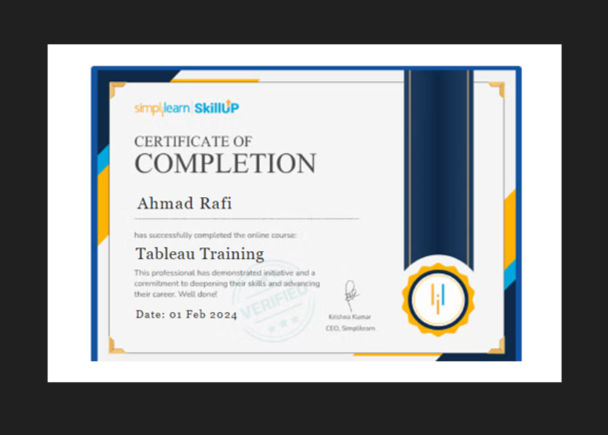 simplilearn | SkillUP
CERTIFICATE OF
COMPLETION
Ahmad Rafi
has successfully completed the online course:
Tableau Training
This professional has demonstrated initiative and a
commitment to deepening their skills and advancing
their career. Well done!
VERIFIED
Date: 01 Feb 2024
Krishna Kumar
CEO, Simplilearn